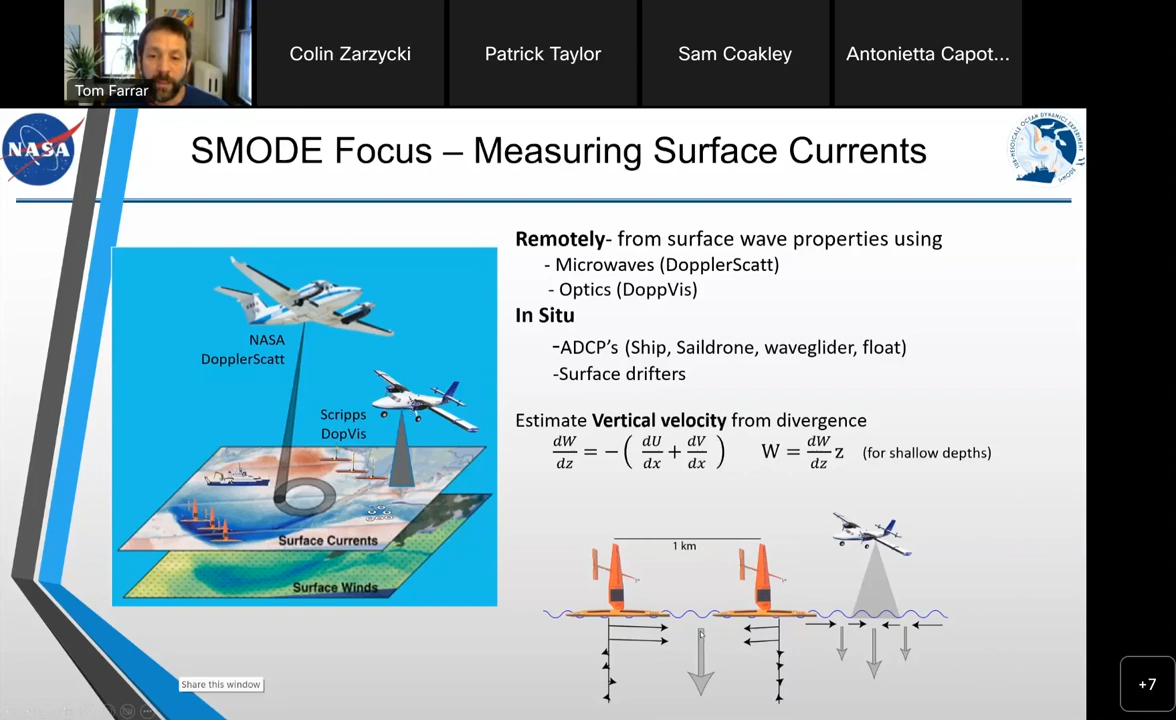 Tom Farrar
Colin Zarzycki
Patrick Taylor
Sam Coakley
Antonietta Capot...
NASA
SMODE Focus – Measuring Surface Currents
Remotely- from surface wave properties using
- Microwaves (DopplerScatt)
- Optics (DoppVis)
In Situ
-ADCP's (Ship, Saildrone, waveglider, float)
-Surface drifters
Estimate Vertical velocity from divergence
dW/dz = −( dU/dx + dV/dx ) W = dW/dz z (for shallow depths)
NASA
DopplerScatt
Scripps
DopVis
Surface Currents
Surface Winds
1 km
Share this window
+7